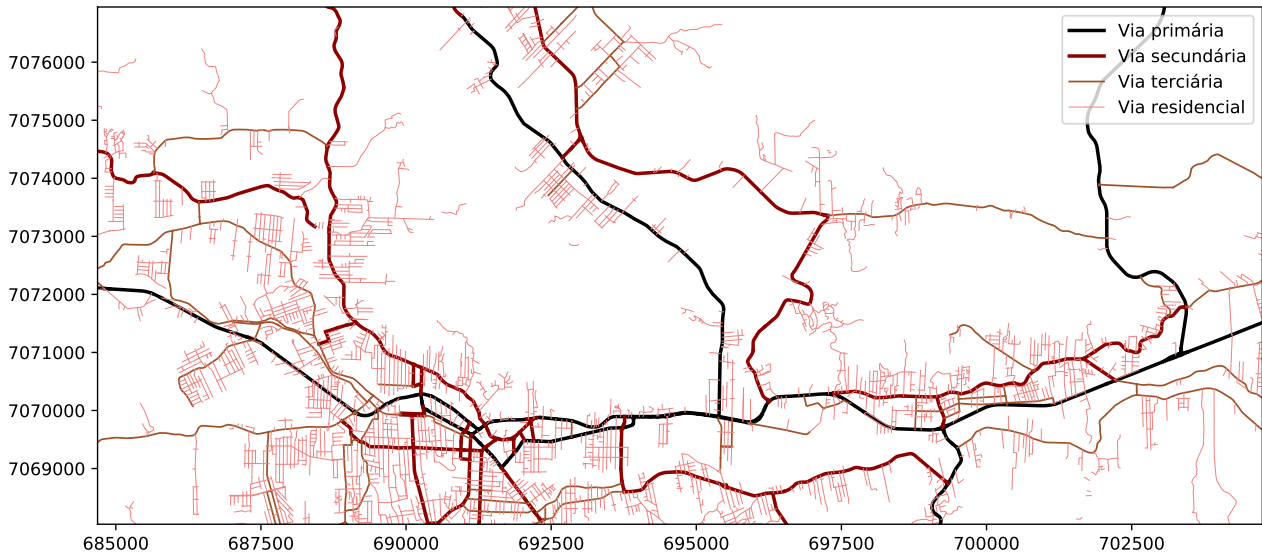 Via primária
Via secundária
Via terciária
Via residencial
7076000
7075000
7074000
7073000
7072000
7071000
7070000
7069000
685000 687500 690000 692500 695000 697500 700000 702500